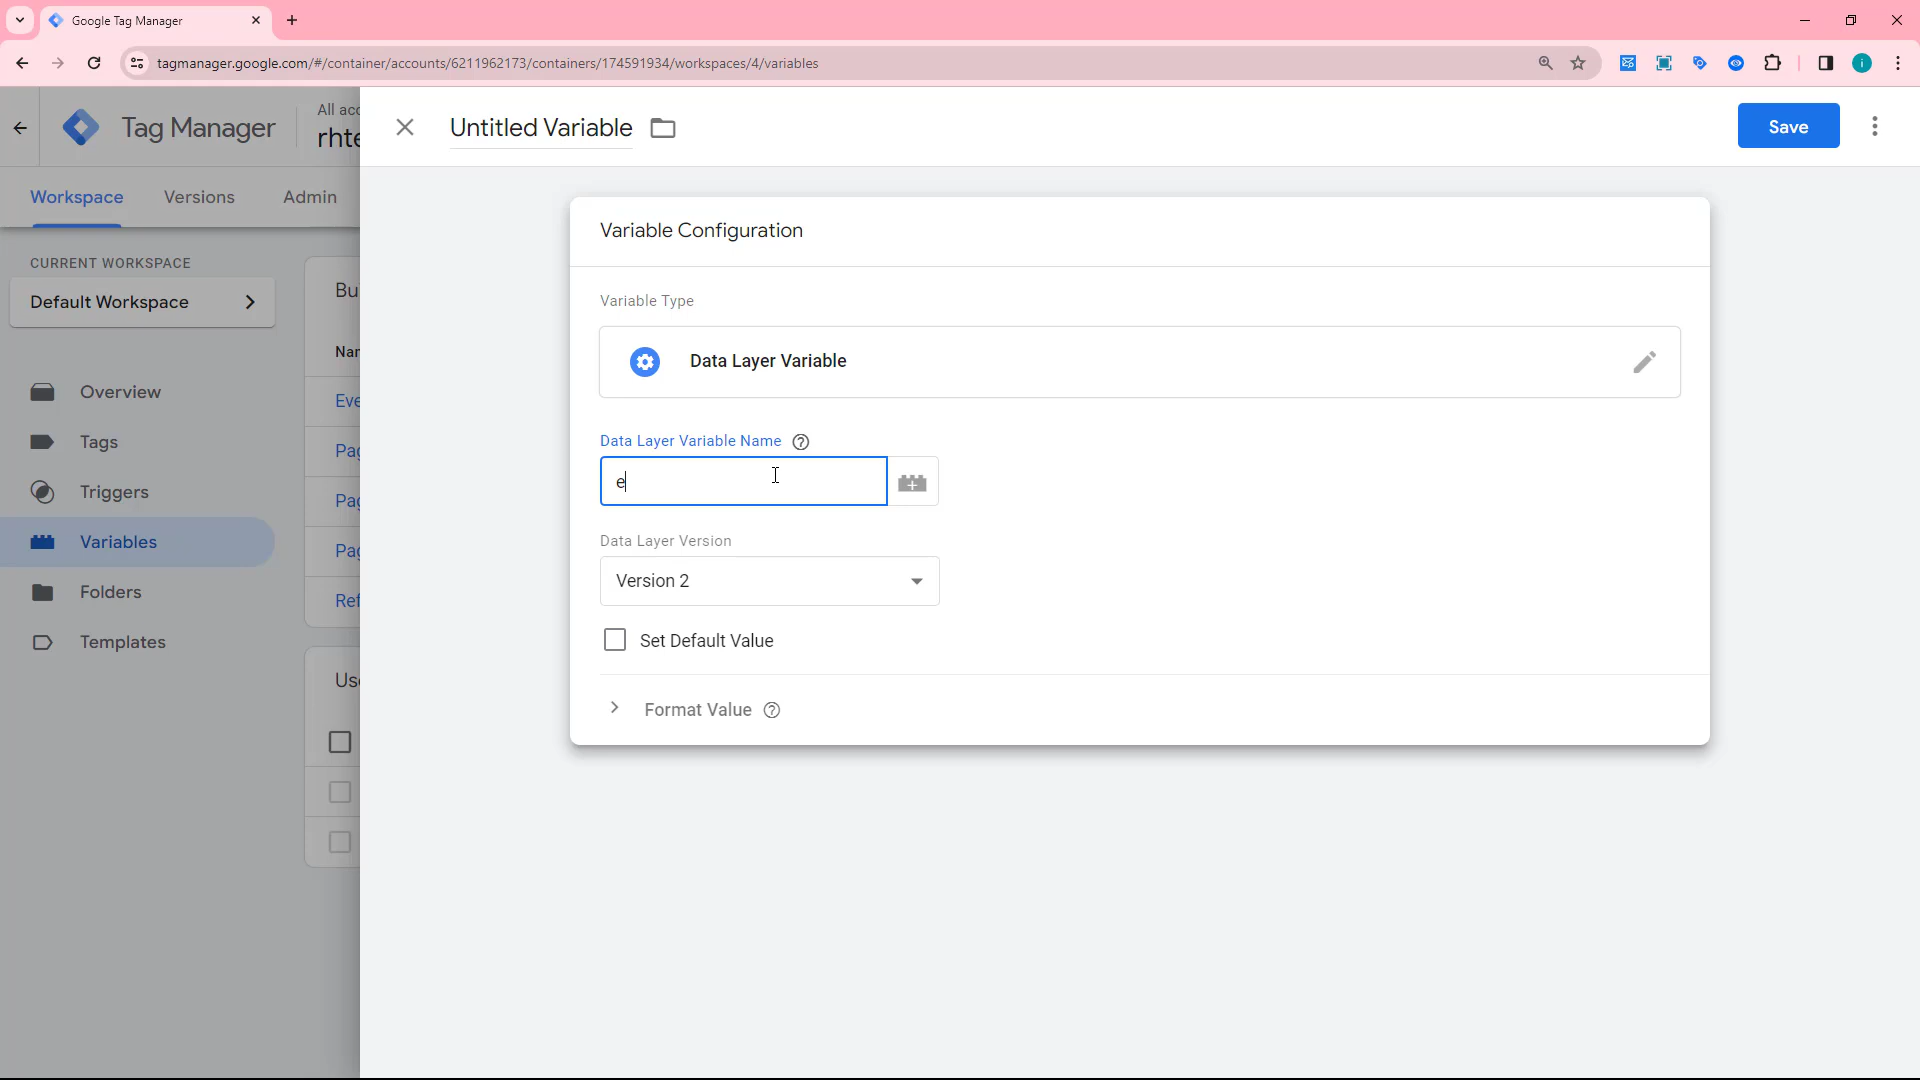 Google Tag Manager
tagmanager.google.com/#/container/accounts/6211962173/containers/174591934/workspaces/4/variables
i
Tag Manager
All acc
rhte
Untitled Variable
Save
Workspace
Versions
Admin
CURRENT WORKSPACE
Default Workspace
Overview
Tags
Triggers
Variables
Folders
Templates
Bu
Nar
Eve
Pag
Pag
Pag
Ref
Use
Variable Configuration
Variable Type
Data Layer Variable
Data Layer Variable Name
e
Data Layer Version
Version 2
Set Default Value
Format Value